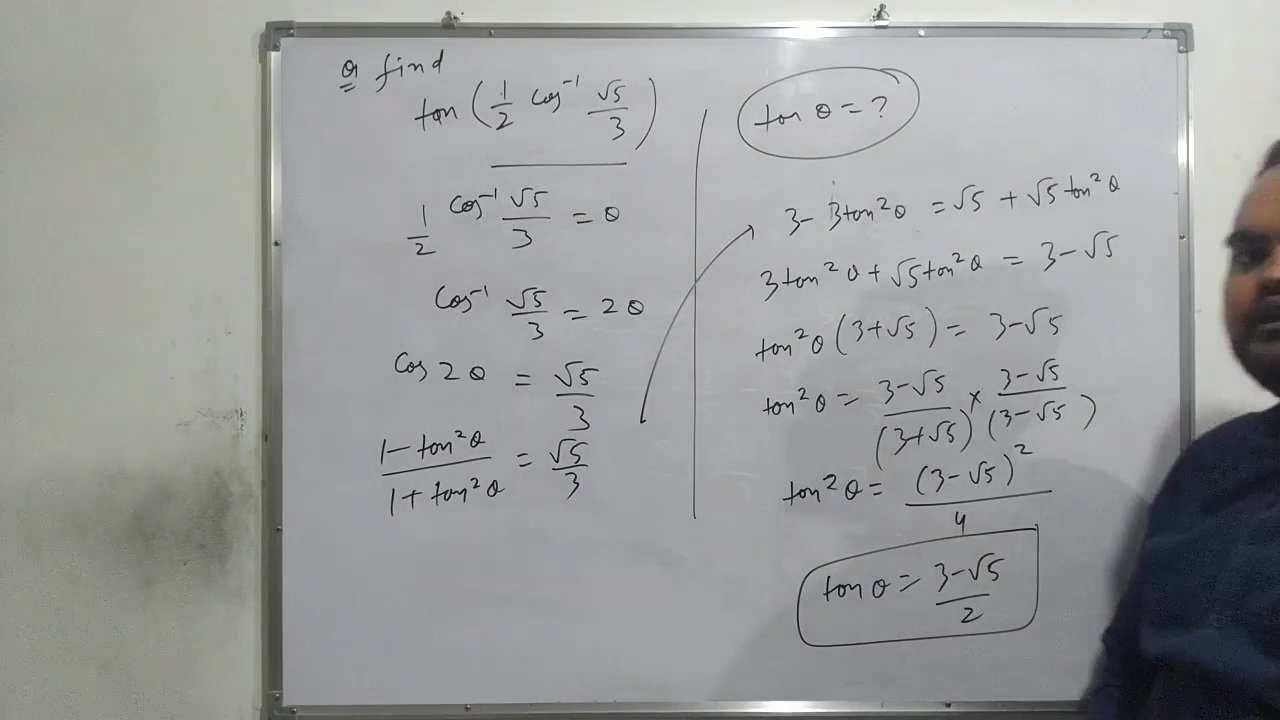 Q find
tan (1/2 cos⁻¹ √5/3)
1/2 cos⁻¹ √5/3 = θ
cos⁻¹ √5/3 = 2θ
cos 2θ = √5/3
1-tan²θ/1+tan²θ = √5/3
tan θ = ?
3-3tan²θ = √5 + √5tan²θ
3tan²θ + √5tan²θ = 3-√5
tan²θ (3+√5) = 3-√5
tan²θ = 3-√5/(3+√5) × 3-√5/(3-√5)
tan²θ = (3-√5)²/4
tan θ = 3-√5/2